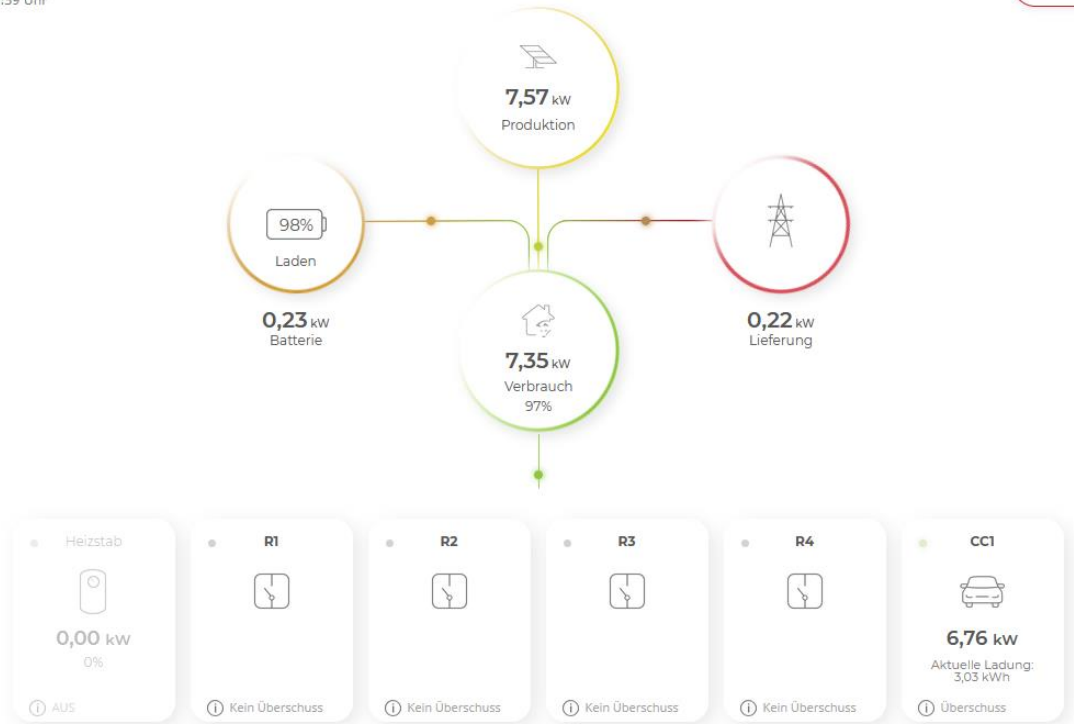 7,57 kW
Produktion
98%
Laden
0,23 kW
Batterie
0,22 kW
Lieferung
7,35 kW
Verbrauch
97%
Heizstab
0,00 kW
0%
AUS
R1
Kein Überschuss
R2
Kein Überschuss
R3
Kein Überschuss
R4
Kein Überschuss
CC1
6,76 kW
Aktuelle Ladung:
3,03 kWh
Überschuss